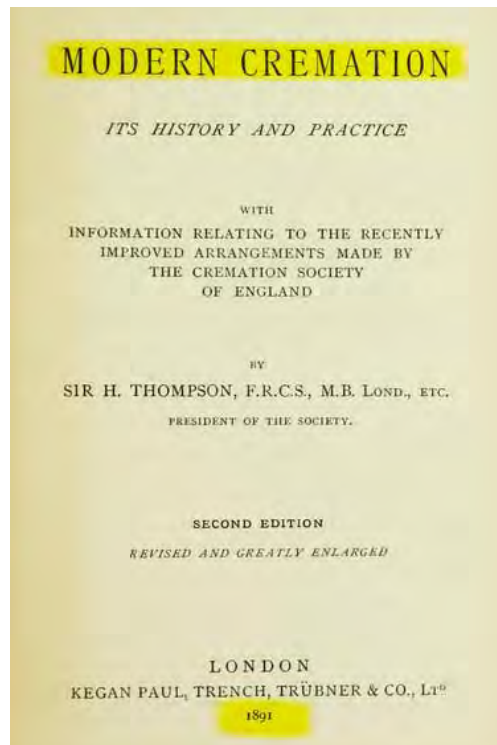 MODERN CREMATION
ITS HISTORY AND PRACTICE
WITH
INFORMATION RELATING TO THE RECENTLY
IMPROVED ARRANGEMENTS MADE BY
THE CREMATION SOCIETY
OF ENGLAND
BY
SIR H. THOMPSON, F.R.C.S., M.B. LOND., ETC.
PRESIDENT OF THE SOCIETY.
SECOND EDITION
REVISED AND GREATLY ENLARGED
LONDON
KEGAN PAUL, TRENCH, TRÜBNER & CO., LTD
1891